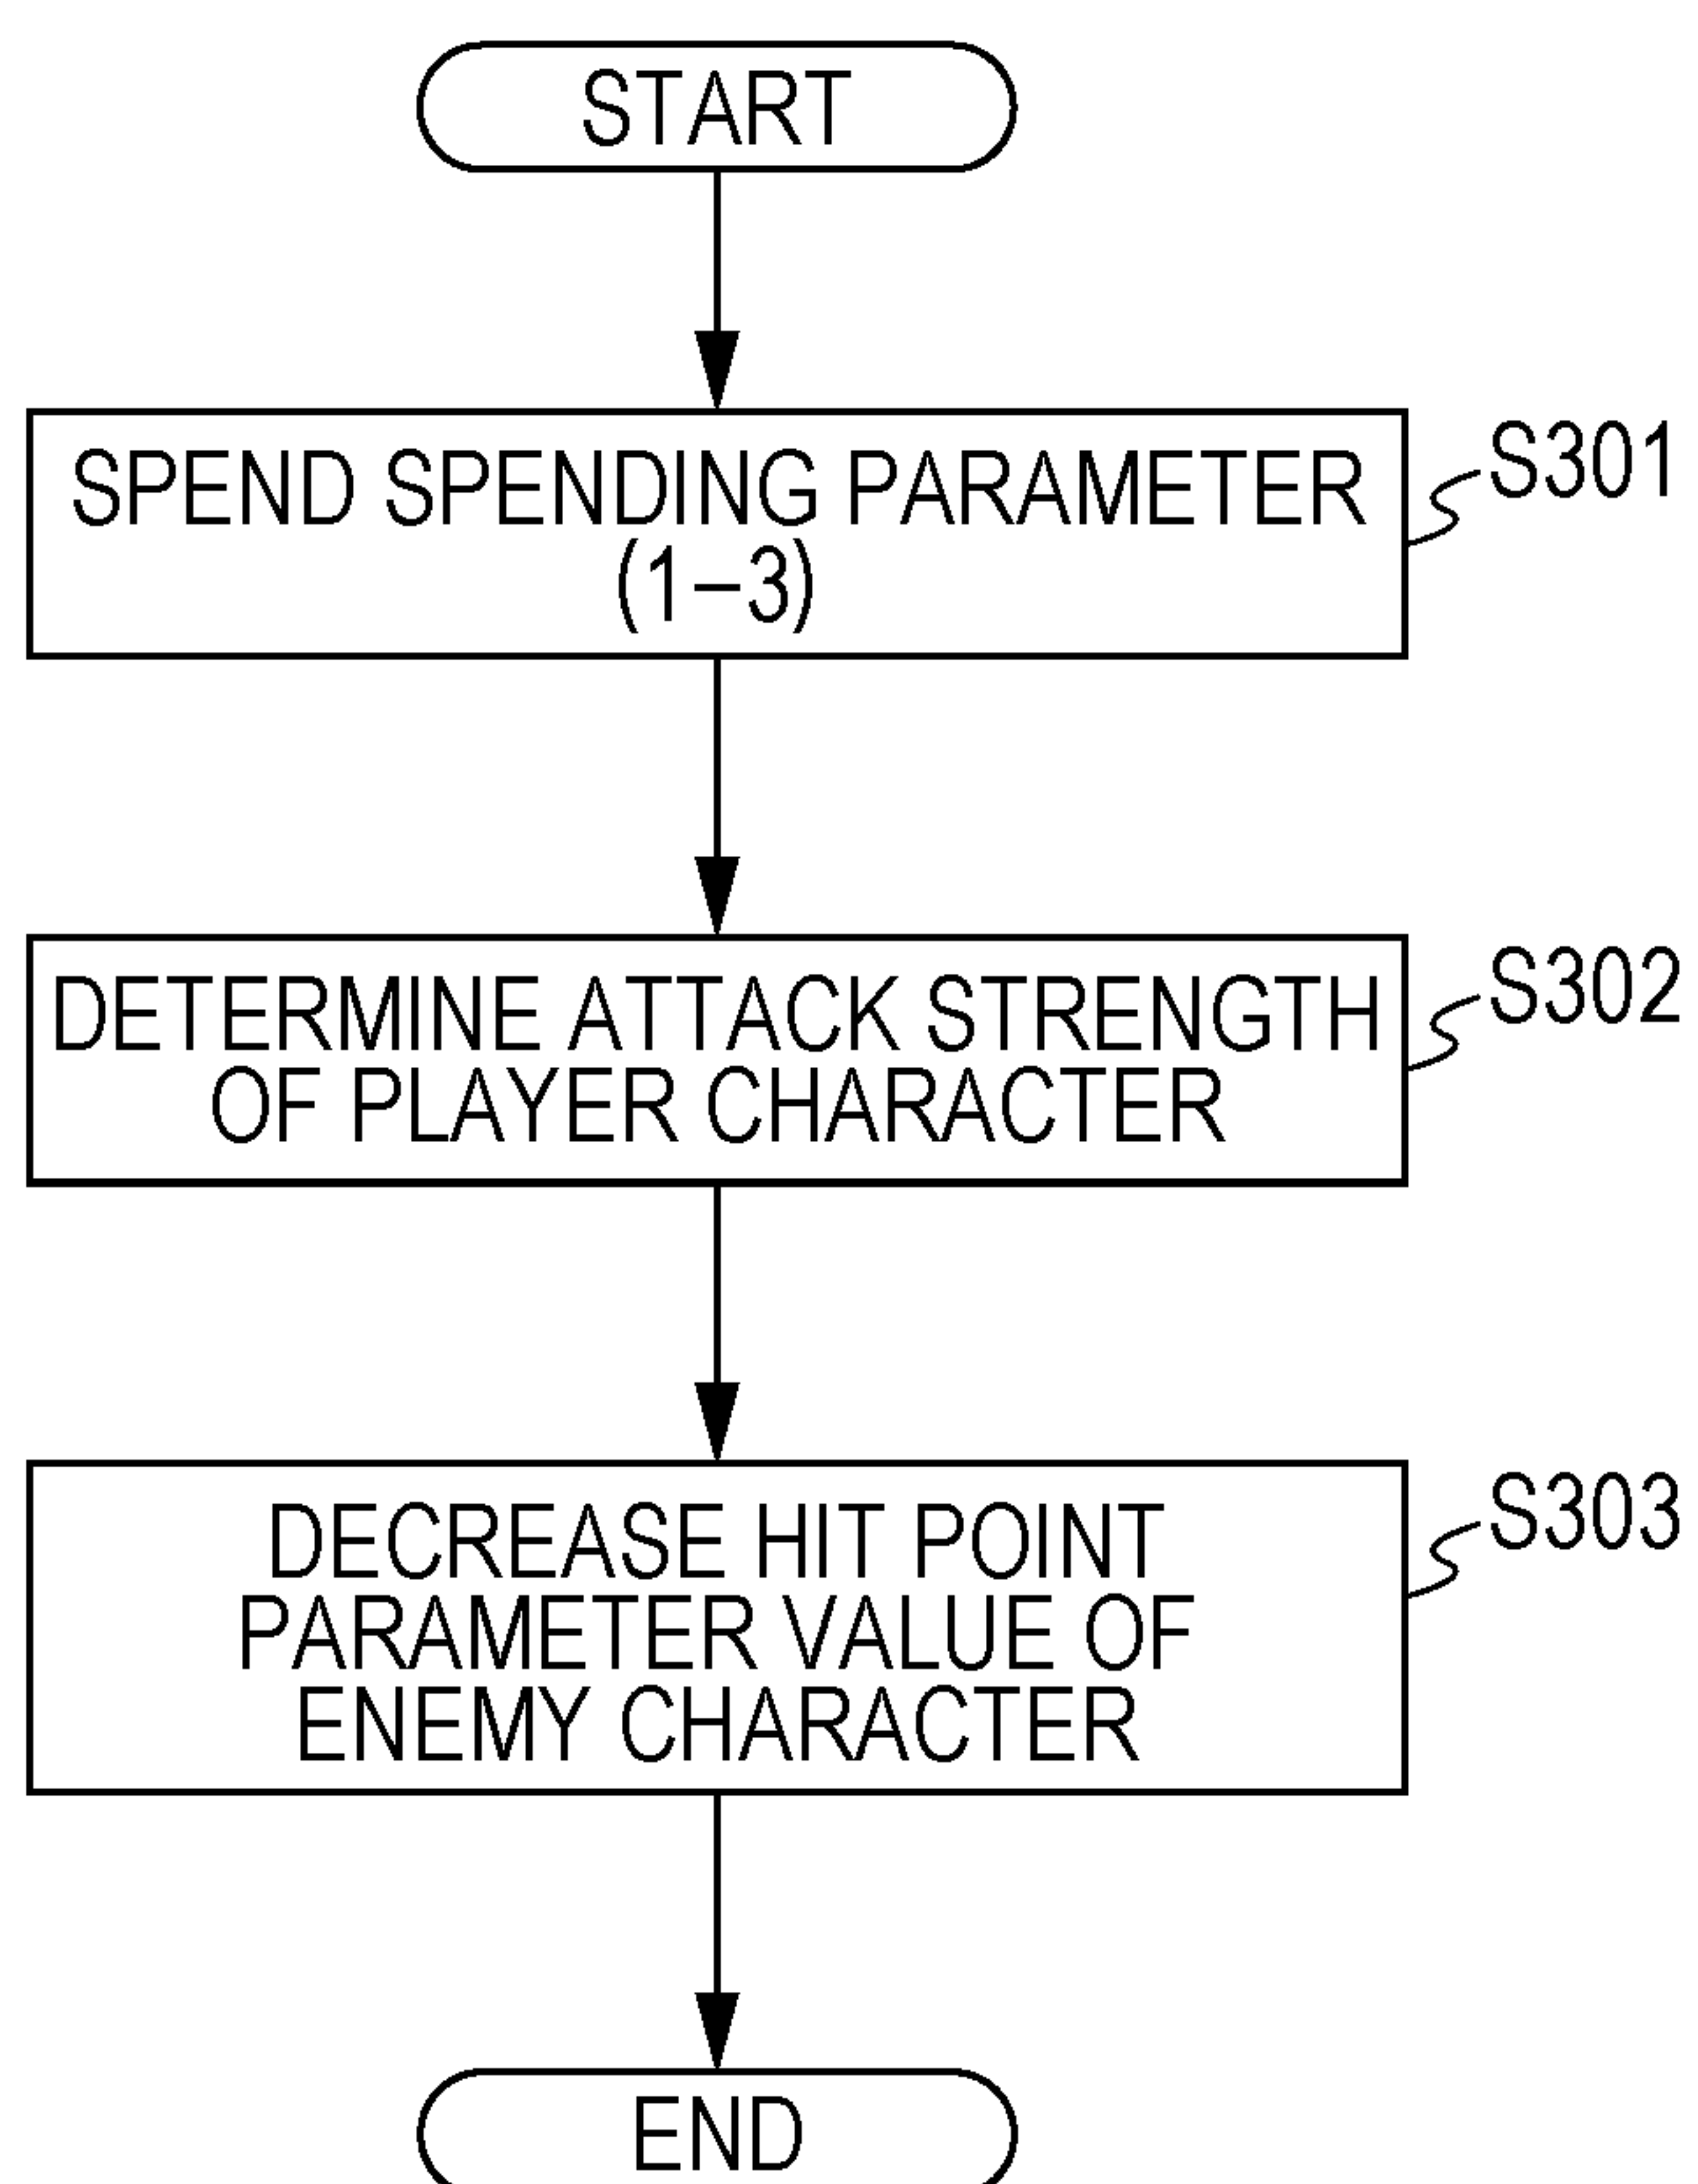 START
SPEND SPENDING PARAMETER
(1–3)
S301
DETERMINE ATTACK STRENGTH
OF PLAYER CHARACTER
S302
DECREASE HIT POINT
PARAMETER VALUE OF
ENEMY CHARACTER
S303
END